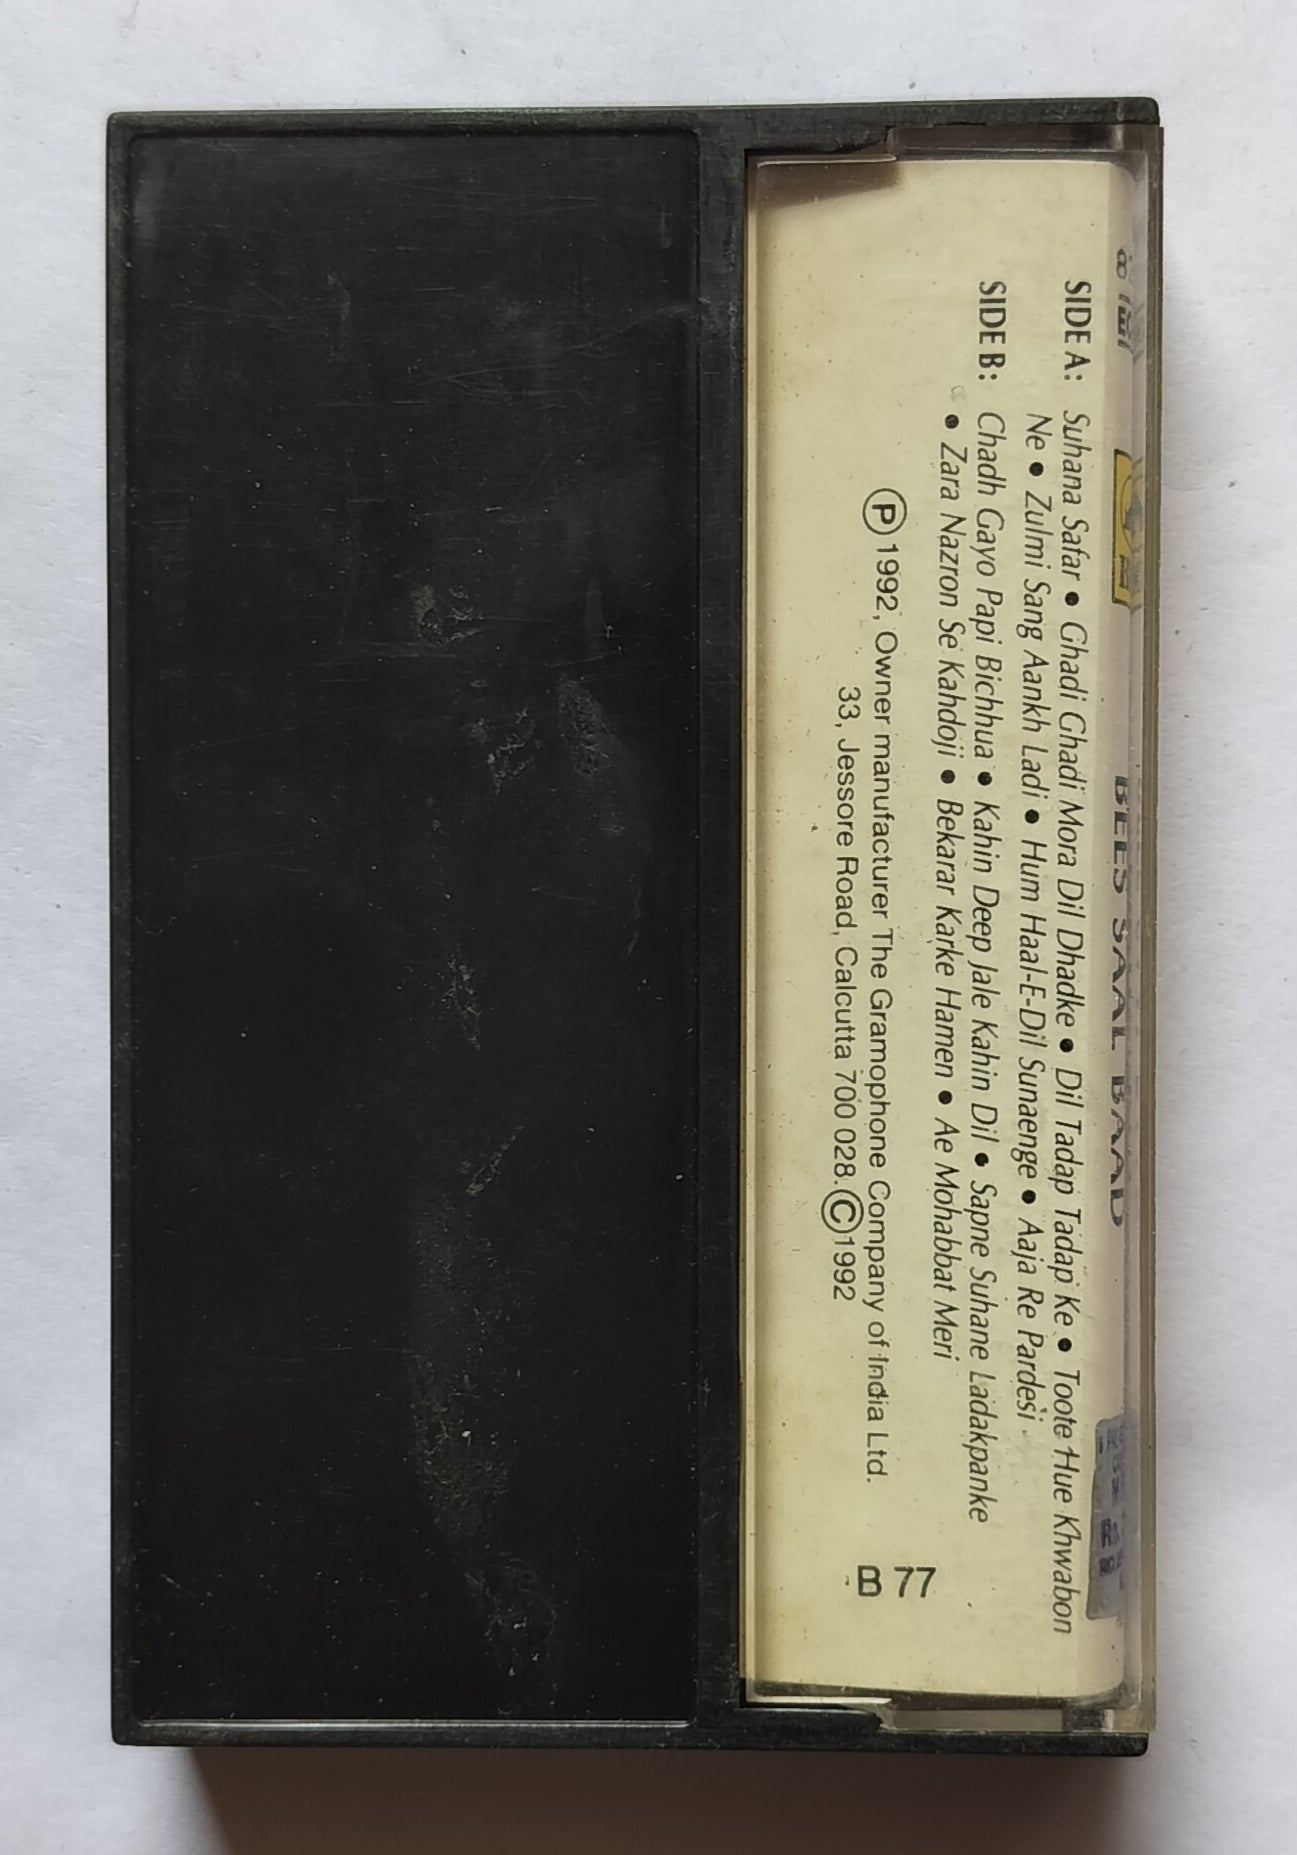 BEES SAAL BAAD
SIDE A: Suhana Safar • Ghadi Ghadi Mora Dil Dhadke • Dil Tadap Tadap Ke • Toote Hue Khwabon
Ne • Zulmi Sang Aankh Ladi • Hum Haal-E-Dil Sunaenge • Aaja Re Pardesi
SIDE B: Chadh Gayo Papi Bichhua • Kahin Deep Jale Kahin Dil • Sapne Suhane Ladakpanke
• Zara Nazron Se Kahdoji • Bekarar Karke Hamen • Ae Mohabbat Meri
Ⓟ 1992, Owner manufacturer The Gramophone Company of India Ltd.
33, Jessore Road, Calcutta 700 028. © 1992
B 77